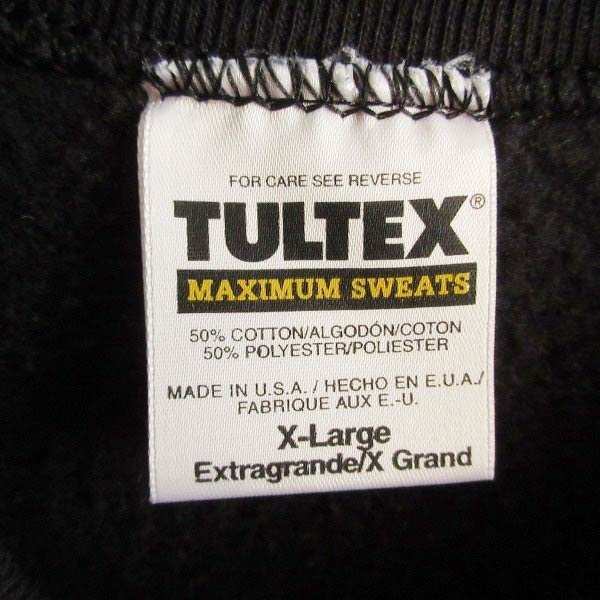 FOR CARE SEE REVERSE
TULTEX®
MAXIMUM SWEATS
50% COTTON/ALGODÓN/COTON
50% POLYESTER/POLIESTER
MADE IN U.S.A. / HECHO EN E.U.A./
FABRIQUE AUX E.-U.
X-Large
Extragrande/X Grand